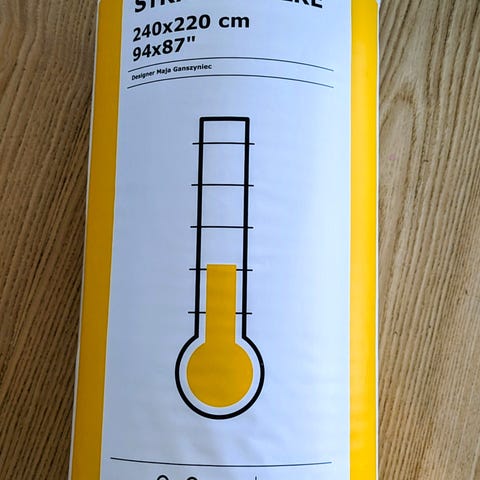 240x220 cm
94x87"
Designer Maja Ganszyniec